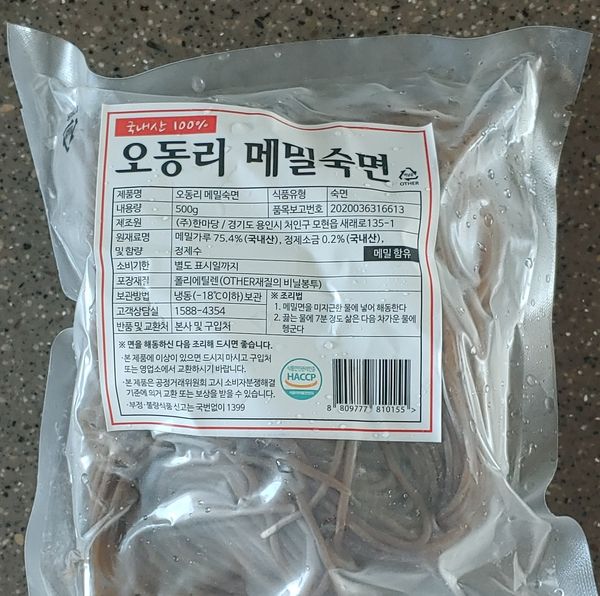 국내산 100%
오동리 메밀숙면
OTHER
제품명 오동리 메밀숙면 식품유형 숙면
내용량 500g 품목보고번호 2020036316613
제조원 (주)한마당 / 경기도 용인시 처인구 모현읍 새래로135-1
원재료명 및 함량 메밀가루 75.4%(국내산), 정제소금 0.2%(국내산),
정제수 메밀 함유
소비기한 별도 표시일까지
포장재질 폴리에틸렌(OTHER재질의 비닐봉투)
보관방법 냉동(-18℃이하) 보관
고객상담실 1588-4354
반품 및 교환처 본사 및 구입처
※ 조리법
1. 메밀면을 미지근한 물에 넣어 해동한다
2. 끓는 물에 7분 정도 삶은 다음 차가운 물에
헹군다
※ 면을 해동하신 다음 조리해 드시면 좋습니다.
·본 제품에 이상이 있으면 드시지 마시고 구입처
또는 영업소에서 교환하시기 바랍니다.
·본 제품은 공정거래위원회 고시 소비자분쟁해결
기준에 의거 교환 또는 보상을 받을 수 있습니다.
·부정·불량식품 신고는 국번없이 1399
HACCP
8 809777 810155 >